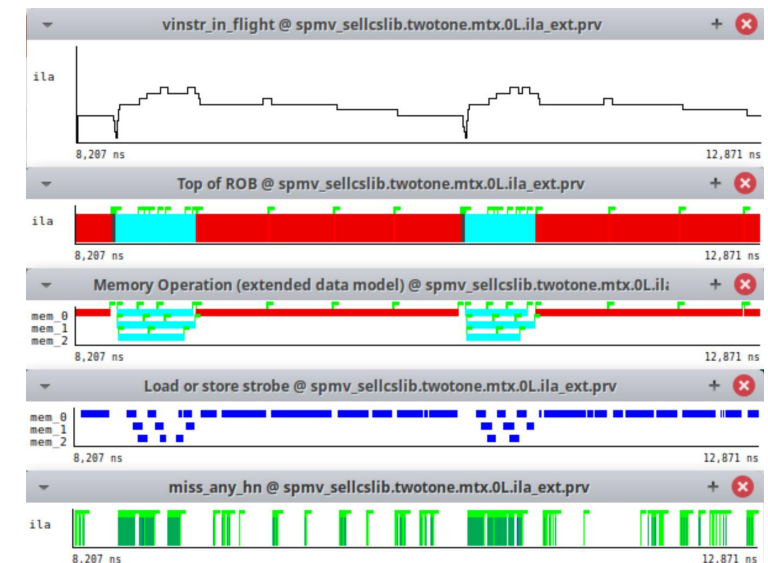 vinstr_in_flight @ spmv_sellcslib.twotone.mtx.0L.ila_ext.prv
ila
8,207 ns 12,871 ns
Top of ROB @ spmv_sellcslib.twotone.mtx.0L.ila_ext.prv
ila
8,207 ns 12,871 ns
Memory Operation (extended data model) @ spmv_sellcslib.twotone.mtx.0L.ila
mem_0
mem_1
mem_2
8,207 ns 12,871 ns
Load or store strobe @ spmv_sellcslib.twotone.mtx.0L.ila_ext.prv
mem_0
mem_1
mem_2
8,207 ns 12,871 ns
miss_any_hn @ spmv_sellcslib.twotone.mtx.0L.ila_ext.prv
ila
8,207 ns 12,871 ns